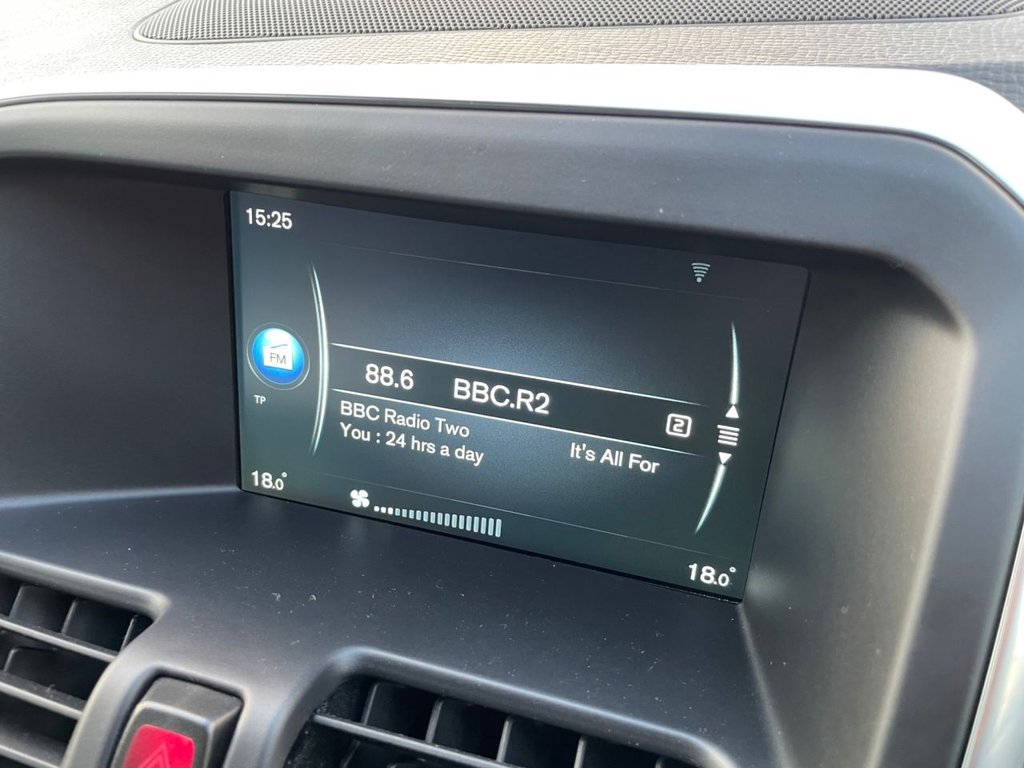 15:25
FM
TP
88.6 BBC.R2
2
BBC Radio Two It's All For
You : 24 hrs a day
18.0°
18.0°